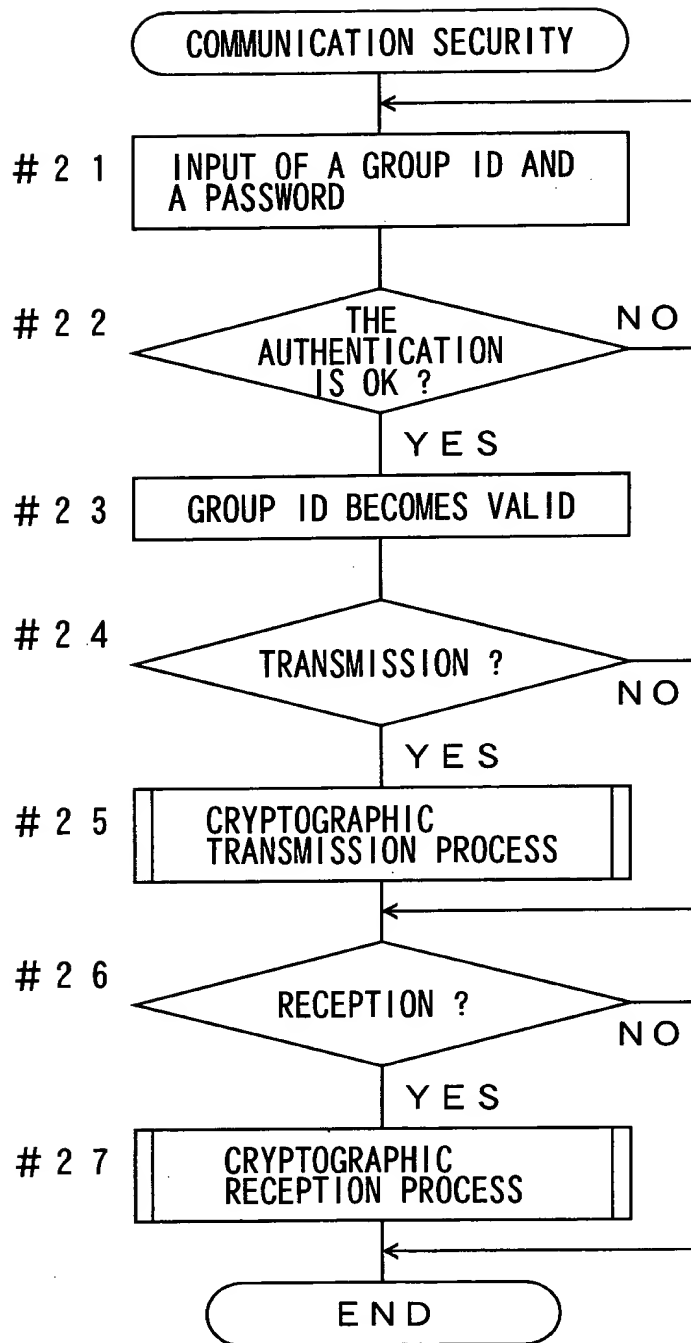 COMMUNICATION SECURITY
#21
INPUT OF A GROUP ID AND
A PASSWORD
#22
THE
AUTHENTICATION
IS OK ?
NO
YES
#23
GROUP ID BECOMES VALID
#24
TRANSMISSION ?
NO
YES
#25
CRYPTOGRAPHIC
TRANSMISSION PROCESS
#26
RECEPTION ?
NO
YES
#27
CRYPTOGRAPHIC
RECEPTION PROCESS
END